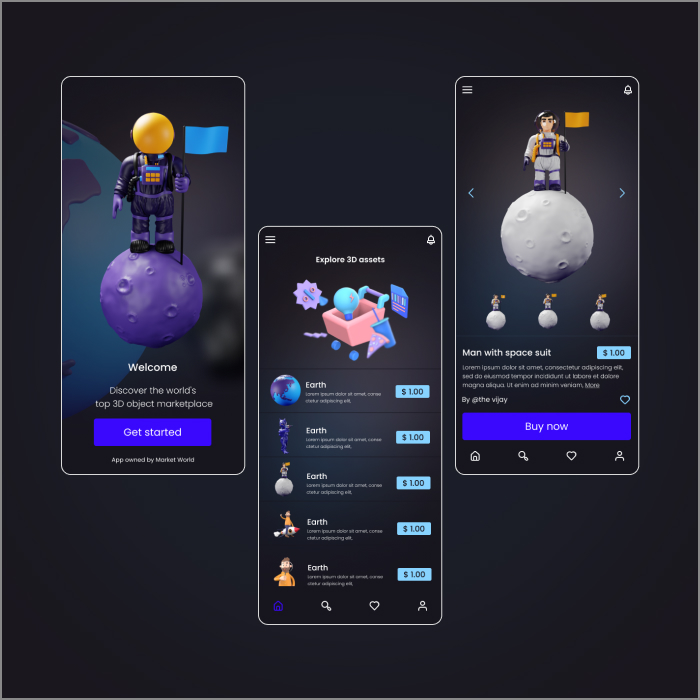 Welcome
Discover the world's
top 3D object marketplace
Get started
App owned by Market World
Explore 3D assets
Earth
Lorem ipsum dolor sit amet, conse
ctetur adipiscing elit,
$ 1.00
Earth
Lorem ipsum dolor sit amet, conse
ctetur adipiscing elit,
$ 1.00
Earth
Lorem ipsum dolor sit amet, conse
ctetur adipiscing elit,
$ 1.00
Earth
Lorem ipsum dolor sit amet, conse
ctetur adipiscing elit,
$ 1.00
Earth
Lorem ipsum dolor sit amet, conse
ctetur adipiscing elit,
$ 1.00
Man with space suit
$ 1.00
Lorem ipsum dolor sit amet, consectetur adipiscing elit,
sed do eiusmod tempor incididunt ut labore et dolore
magna aliqua. Ut enim ad minim veniam, More
By @the vijay
Buy now